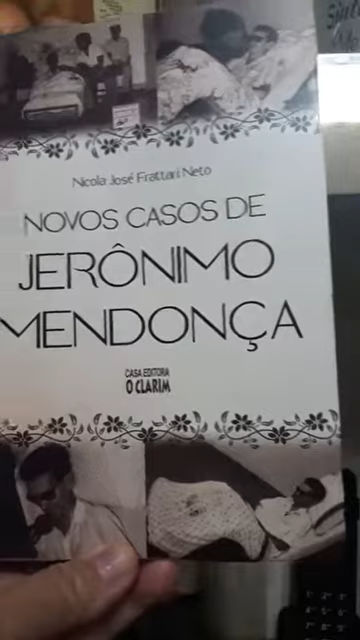 Nicola José Frattari Neto
NOVOS CASOS DE
JERÔNIMO
MENDONÇA
CASA EDITORA
O CLARIM